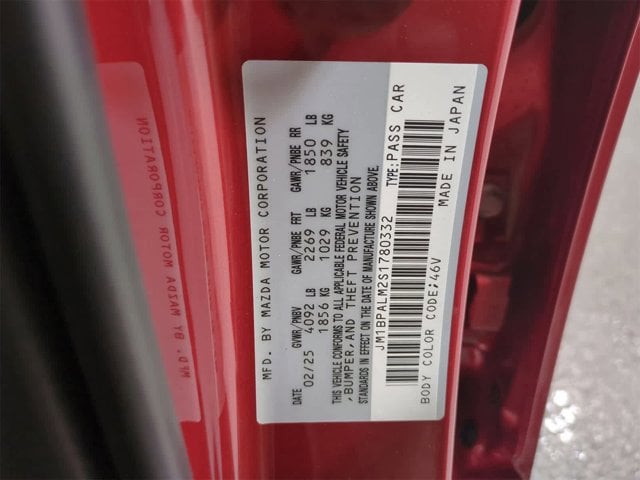 MFD. BY MAZDA MOTOR CORPORATION
DATE GVWR/PNBV GAWR/PNBE FRT GAWR/PNBE RR
02/25 4092 LB 2269 LB 1850 LB
1856 KG 1029 KG 839 KG
THIS VEHICLE CONFORMS TO ALL APPLICABLE FEDERAL MOTOR VEHICLE SAFETY
,BUMPER,AND THEFT PREVENTION
STANDARDS IN EFFECT ON THE DATE OF MANUFACTURE SHOWN ABOVE.
JM1BPALM2S1780332 TYPE:PASS CAR
BODY COLOR CODE;46V MADE IN JAPAN
MFD. BY MAZDA MOTOR CORPORATION